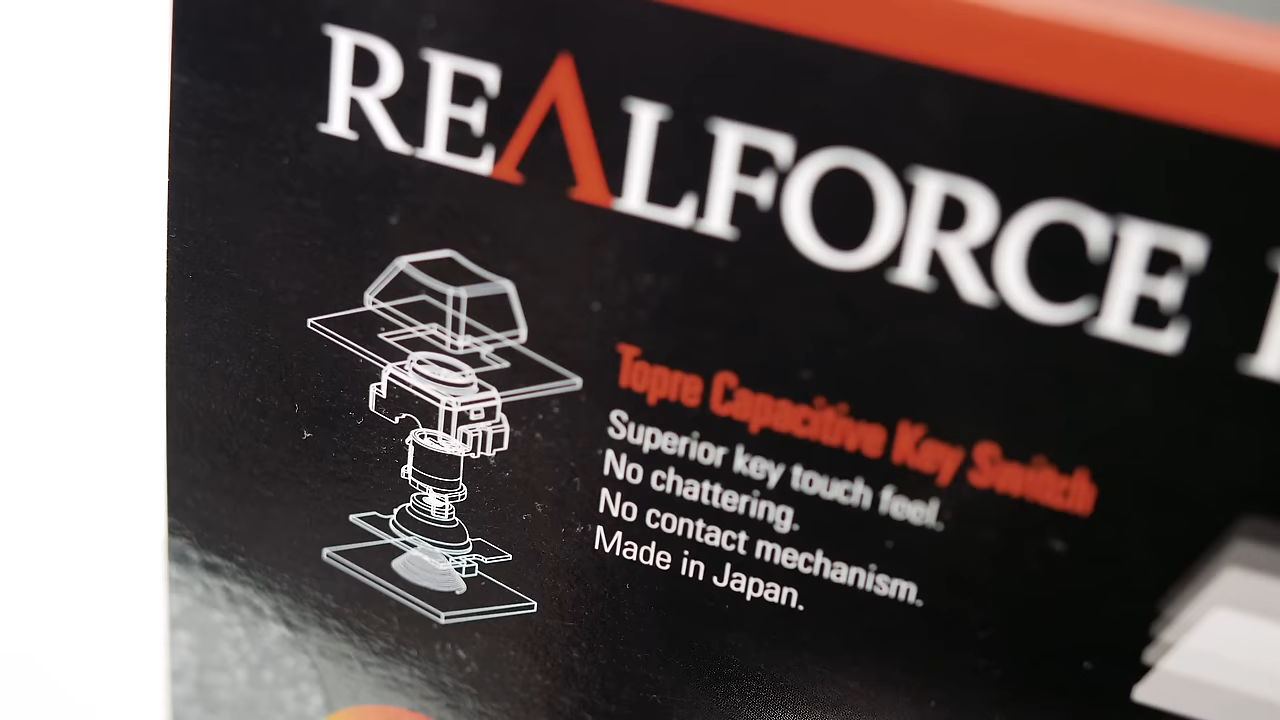 REALFORCE
Topre Capacitive Key Switch
Superior key touch feel.
No chattering.
No contact mechanism.
Made in Japan.